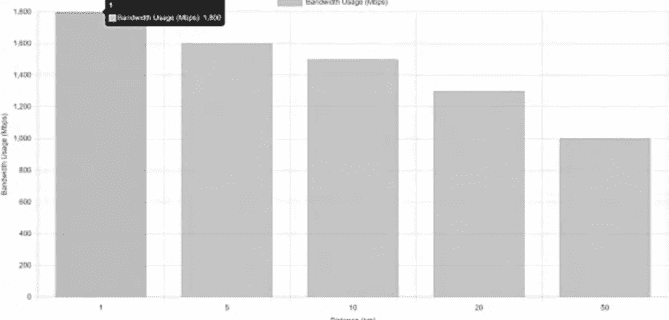 1
Bandwidth Usage (Mbps): 1,800
Bandwidth Usage (Mbps)
1,800
1,600
1,400
1,200
1,000
800
600
400
200
0
Bandwidth Usage (Mbps)
1 5 10 20 50
Distance (km)